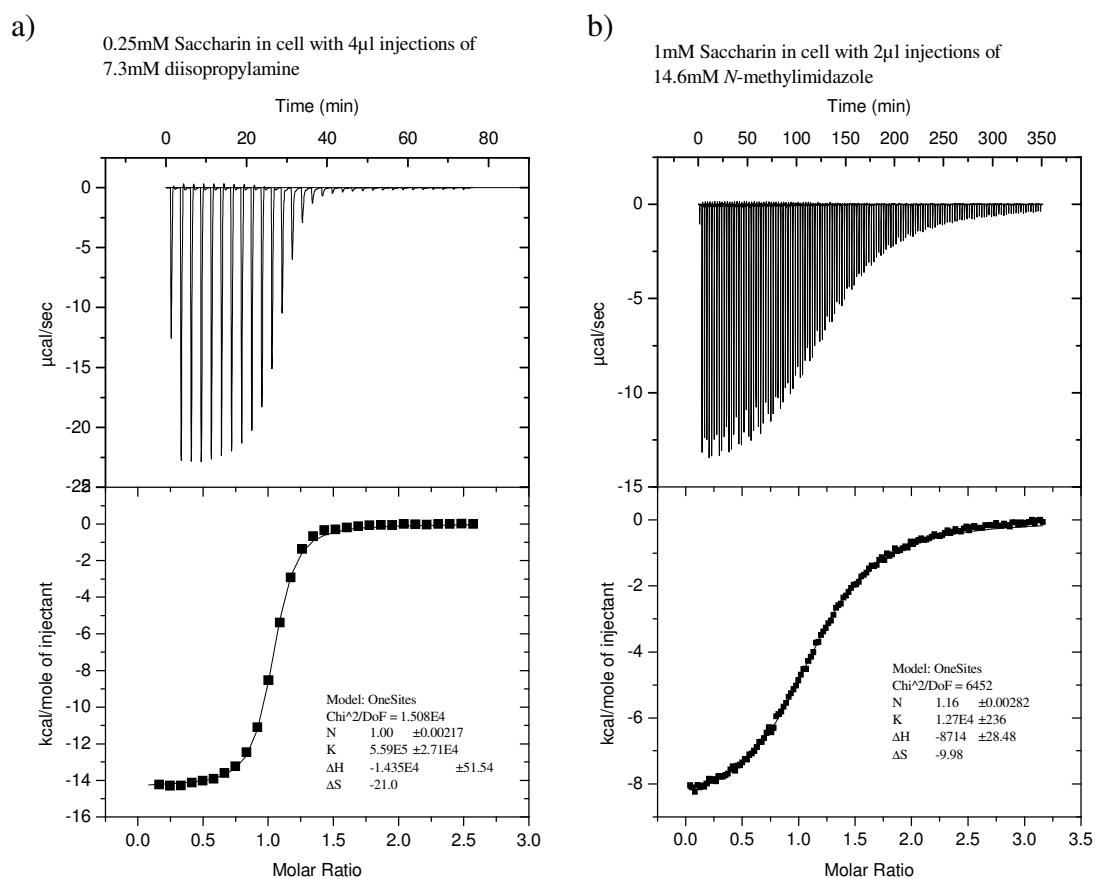 a)
0.25mM Saccharin in cell with 4µl injections of
7.3mM diisopropylamine
Time (min)
0 20 40 60 80
0
-5
-10
-15
-20
-25
µcal/sec
0
-2
-4
-6
-8
-10
-12
-14
-16
kcal/mole of injectant
Model: OneSites
Chi^2/DoF = 1.508E4
N 1.00 ±0.00217
K 5.59E5 ±2.71E4
ΔH -1.435E4 ±51.54
ΔS -21.0
0.0 0.5 1.0 1.5 2.0 2.5 3.0
Molar Ratio
b)
1mM Saccharin in cell with 2µl injections of
14.6mM N-methylimidazole
Time (min)
0 50 100 150 200 250 300 350
0
-5
-10
-15
µcal/sec
0
-2
-4
-6
-8
kcal/mole of injectant
Model: OneSites
Chi^2/DoF = 6452
N 1.16 ±0.00282
K 1.27E4 ±236
ΔH -8714 ±28.48
ΔS -9.98
0.0 0.5 1.0 1.5 2.0 2.5 3.0 3.5
Molar Ratio